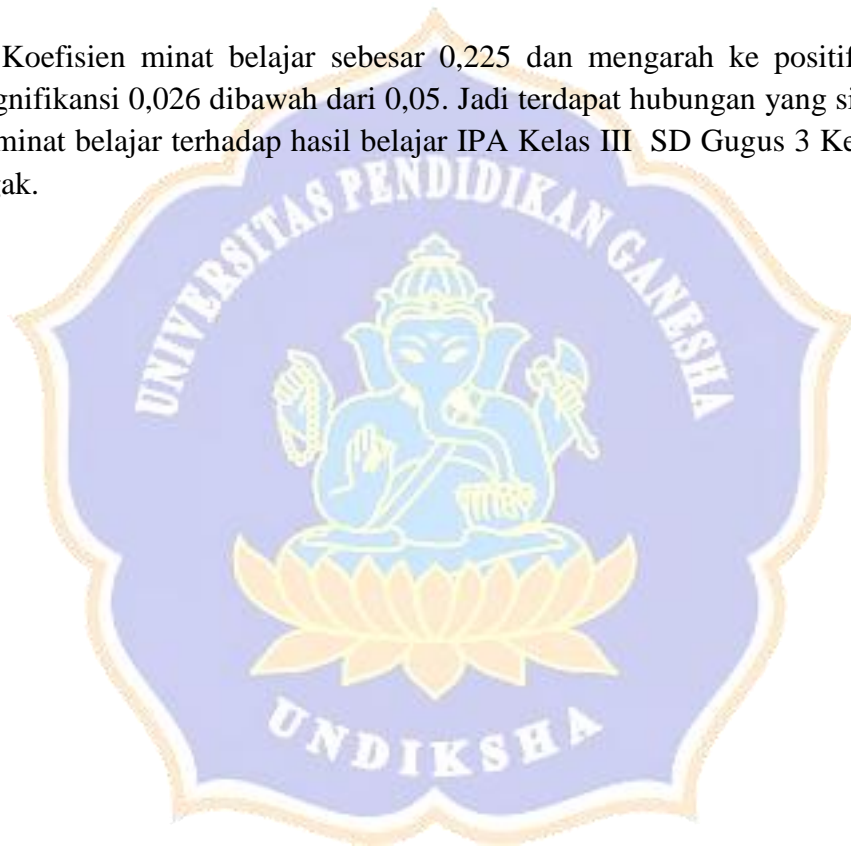 Koefisien minat belajar sebesar 0,225 dan mengarah ke positif
gnifikansi 0,026 dibawah dari 0,05. Jadi terdapat hubungan yang si
minat belajar terhadap hasil belajar IPA Kelas III SD Gugus 3 Ke
gak.
UNIVERSITAS PENDIDIKAN GANESHA
UNDIKSHA